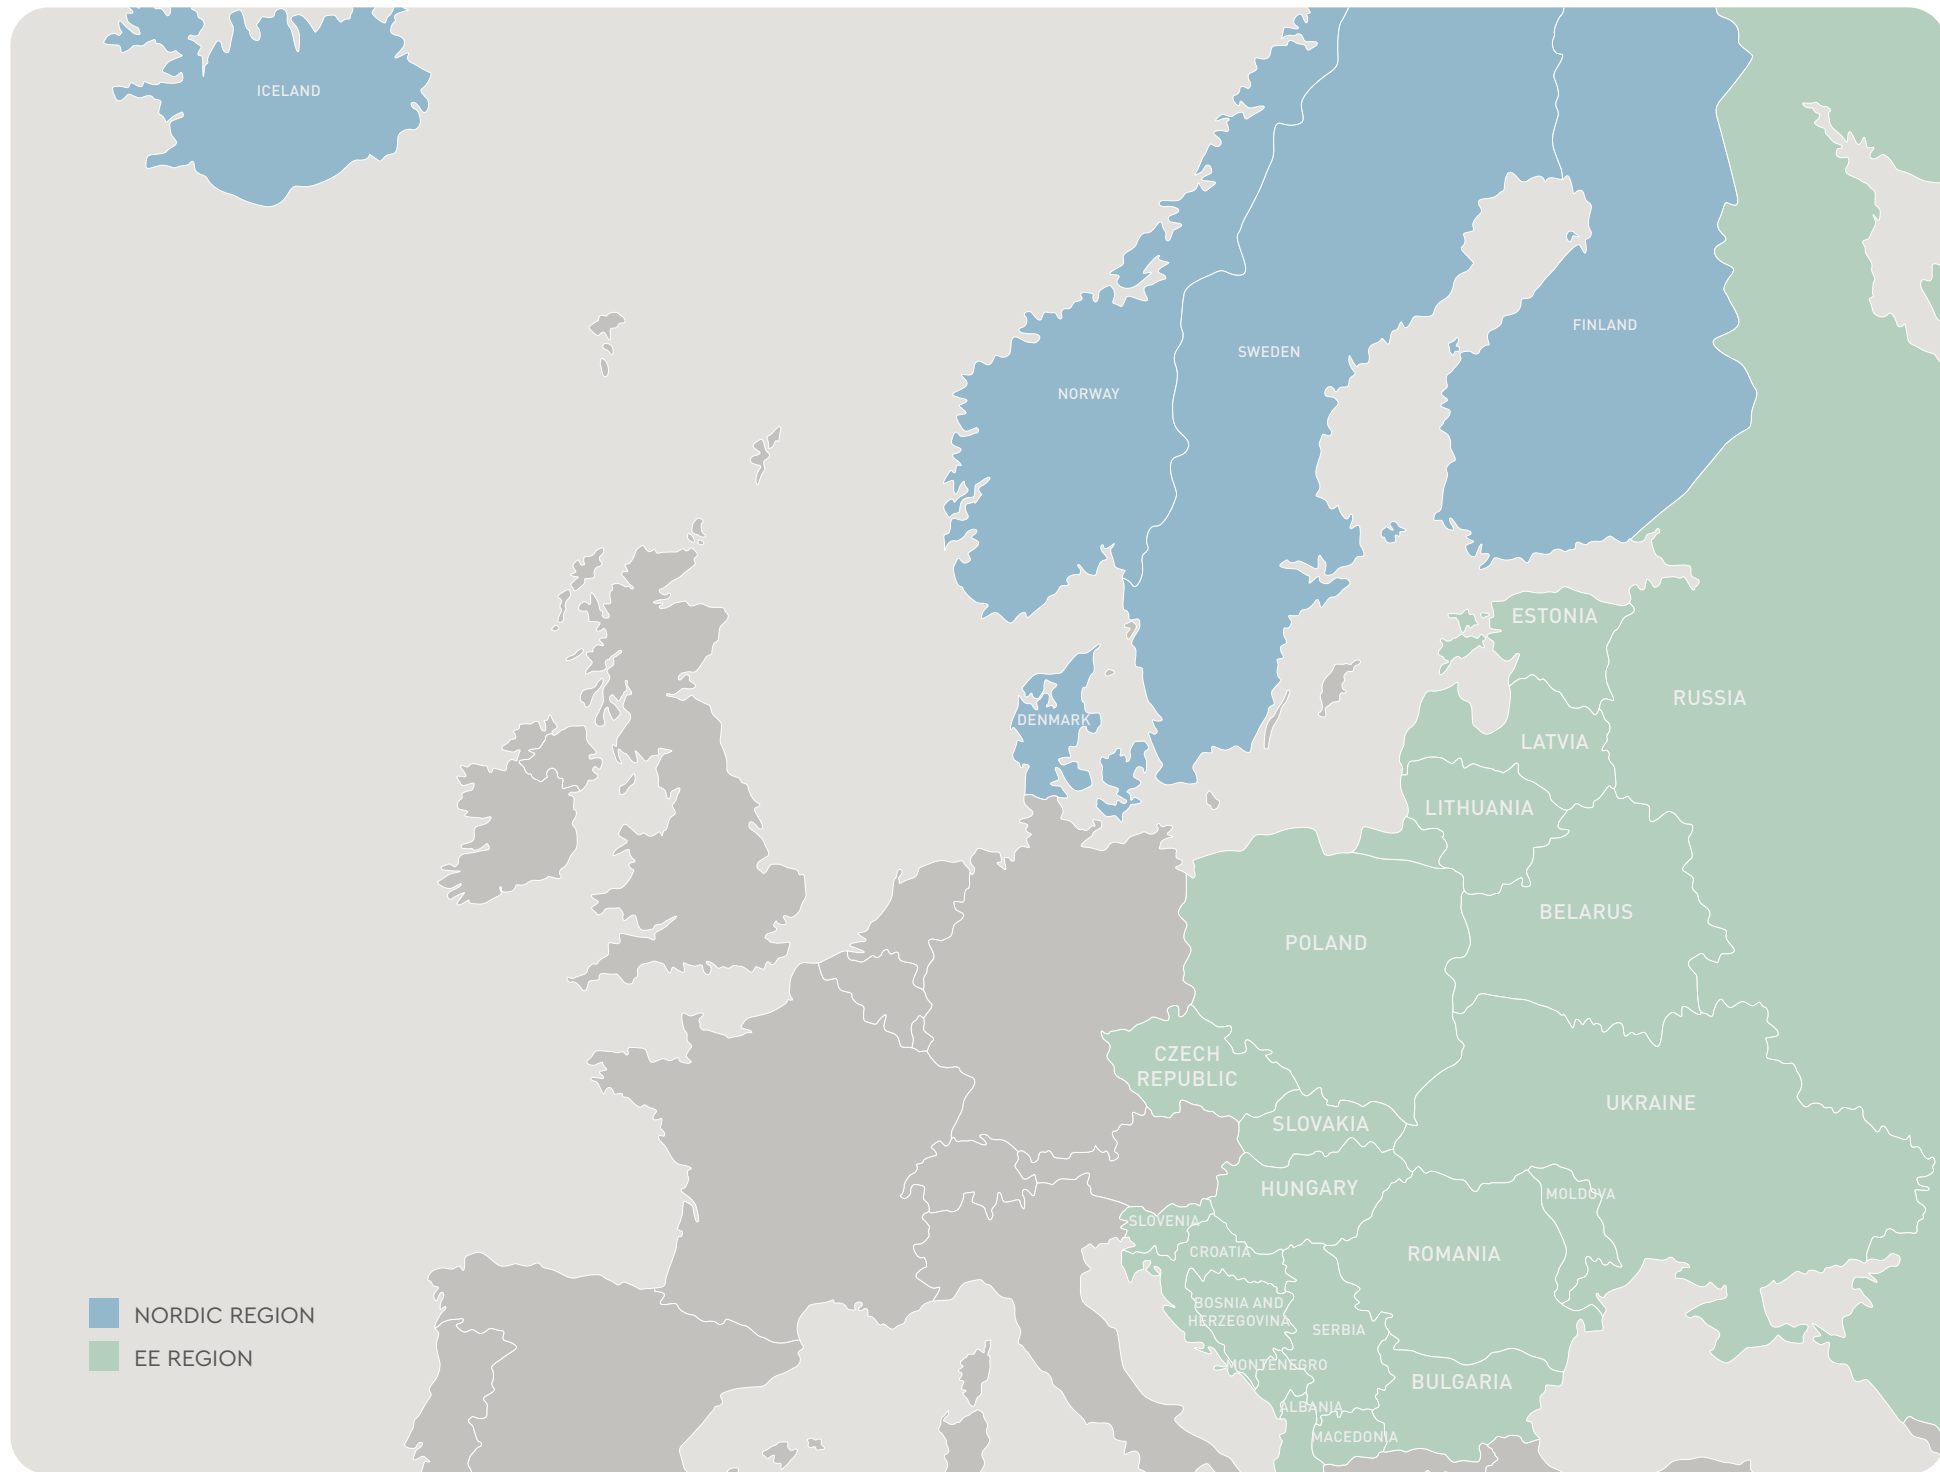 ICELAND
FINLAND
SWEDEN
NORWAY
ESTONIA
RUSSIA
DENMARK
LATVIA
LITHUANIA
BELARUS
POLAND
CZECH
REPUBLIC
UKRAINE
SLOVAKIA
HUNGARY
MOLDOVA
SLOVENIA
CROATIA
ROMANIA
BOSNIA AND
HERZEGOVINA
SERBIA
MONTENEGRO
BULGARIA
ALBANIA
MACEDONIA
NORDIC REGION
EE REGION